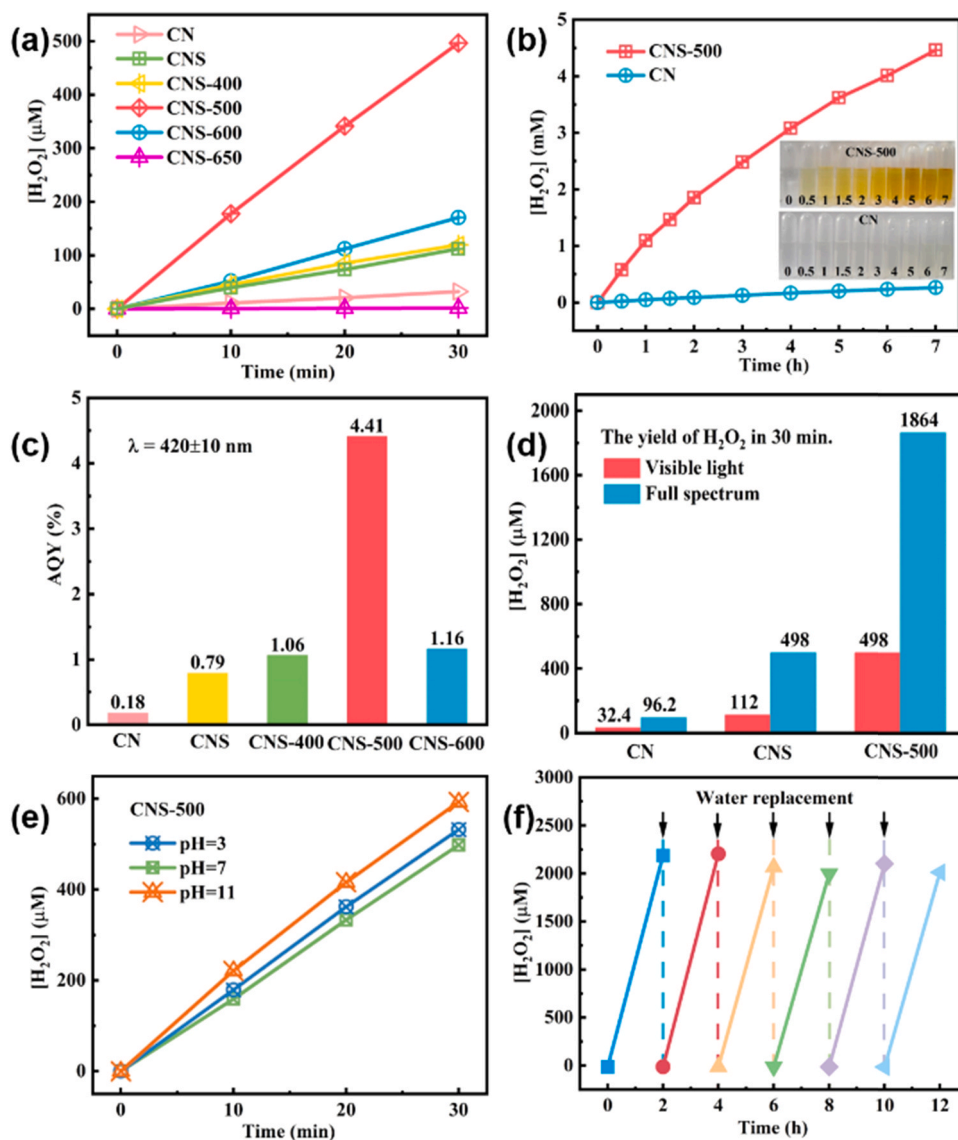 (a)
CN
CNS
CNS-400
CNS-500
CNS-600
CNS-650
[H₂O₂] (μM)
500
400
300
200
100
0
0 10 20 30
Time (min)
(b)
CNS-500
CN
[H₂O₂] (mM)
5
4
3
2
1
0
CNS-500
0 0.5 1 1.5 2 3 4 5 6 7
CN
0 0.5 1 1.5 2 3 4 5 6 7
0 1 2 3 4 5 6 7
Time (h)
(c)
λ = 420±10 nm
AQY (%)
5
4
3
2
1
0
0.18
0.79
1.06
4.41
1.16
CN CNS CNS-400 CNS-500 CNS-600
(d)
The yield of H₂O₂ in 30 min.
Visible light
Full spectrum
[H₂O₂] (μM)
2000
1600
1200
800
400
0
32.4 96.2
112 498
498 1864
CN CNS CNS-500
(e)
CNS-500
pH=3
pH=7
pH=11
[H₂O₂] (μM)
600
400
200
0
0 10 20 30
Time (min)
(f)
Water replacement
[H₂O₂] (μM)
3000
2500
2000
1500
1000
500
0
0 2 4 6 8 10 12
Time (h)